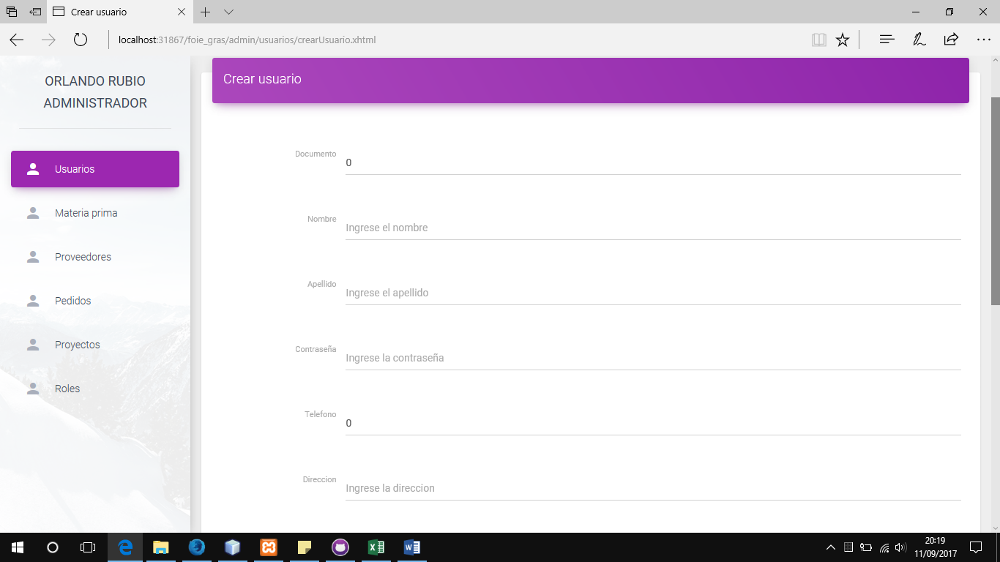 Crear usuario
localhost:31867/foie_gras/admin/usuarios/crearUsuario.xhtml
ORLANDO RUBIO
ADMINISTRADOR
Usuarios
Materia prima
Proveedores
Pedidos
Proyectos
Roles
Crear usuario
Documento
0
Nombre
Ingrese el nombre
Apellido
Ingrese el apellido
Contraseña
Ingrese la contraseña
Telefono
0
Direccion
Ingrese la direccion
20:19
11/09/2017